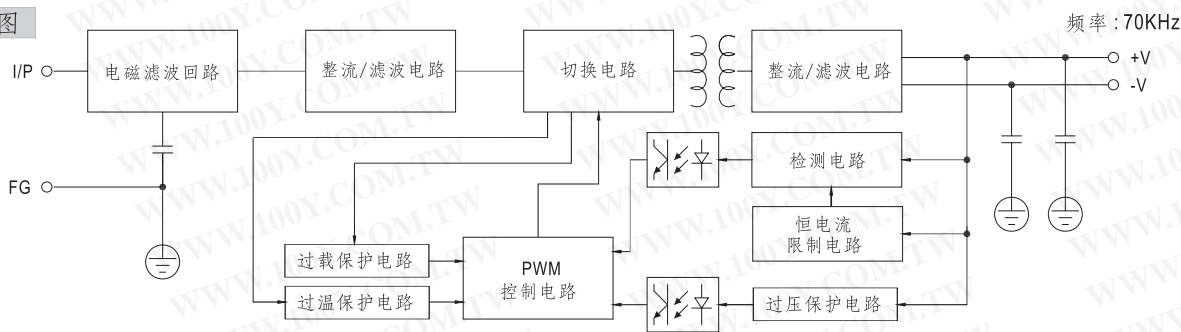 图
频率 : 70KHz
I/P
电磁滤波回路
整流/滤波电路
切换电路
整流/滤波电路
+V
-V
检测电路
FG
恒电流
限制电路
过载保护电路
PWM
控制电路
过温保护电路
过压保护电路
WWW.100Y.COM.TW